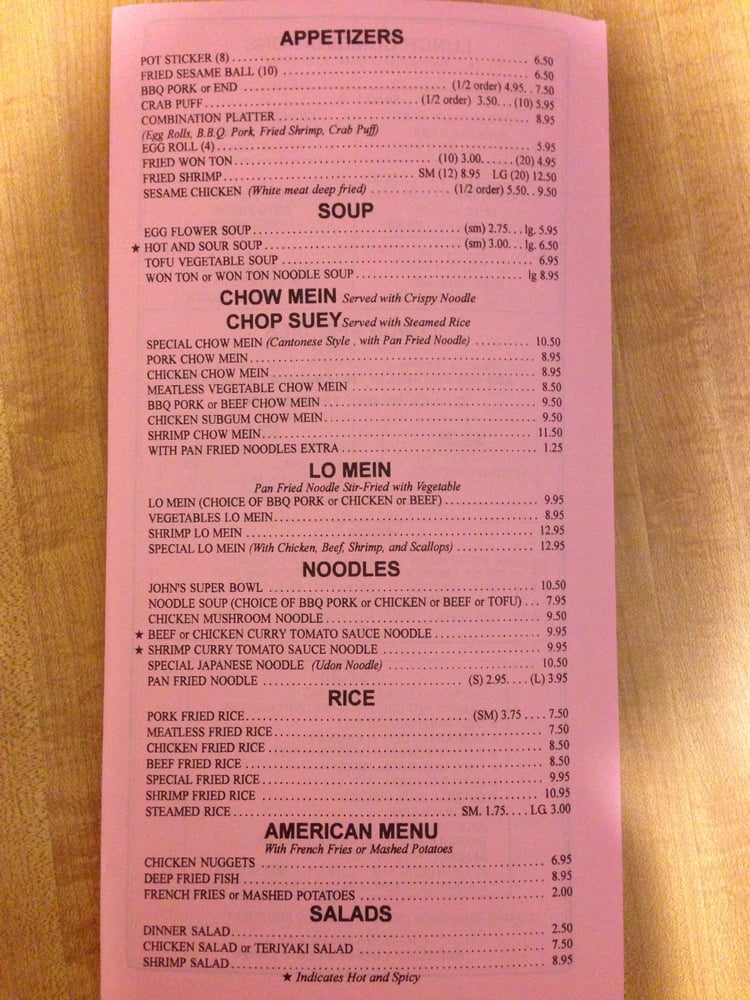 APPETIZERS
POT STICKER (8) 6.50
FRIED SESAME BALL (10) 6.50
BBQ PORK or END (1/2 order) 4.95. . 7.50
CRAB PUFF (1/2 order) 3.50. . . (10) 5.95
COMBINATION PLATTER 8.95
(Egg Rolls, B.B.Q. Pork, Fried Shrimp, Crab Puff)
EGG ROLL (4) 5.95
FRIED WON TON (10) 3.00. . . . . . (20) 4.95
FRIED SHRIMP SM (12) 8.95 LG (20) 12.50
SESAME CHICKEN (White meat deep fried) (1/2 order) 5.50. . 9.50
SOUP
EGG FLOWER SOUP (sm) 2.75. . . lg. 5.95
★ HOT AND SOUR SOUP (sm) 3.00. . . lg. 6.50
TOFU VEGETABLE SOUP 6.95
WON TON or WON TON NOODLE SOUP lg 8.95
CHOW MEIN Served with Crispy Noodle
CHOP SUEY Served with Steamed Rice
SPECIAL CHOW MEIN (Cantonese Style , with Pan Fried Noodle) 10.50
PORK CHOW MEIN 8.95
CHICKEN CHOW MEIN 8.95
MEATLESS VEGETABLE CHOW MEIN 8.50
BBQ PORK or BEEF CHOW MEIN 9.50
CHICKEN SUBGUM CHOW MEIN 9.50
SHRIMP CHOW MEIN 11.50
WITH PAN FRIED NOODLES EXTRA 1.25
LO MEIN
Pan Fried Noodle Stir-Fried with Vegetable
LO MEIN (CHOICE OF BBQ PORK or CHICKEN or BEEF) 9.95
VEGETABLES LO MEIN 8.95
SHRIMP LO MEIN 12.95
SPECIAL LO MEIN (With Chicken, Beef, Shrimp, and Scallops) 12.95
NOODLES
JOHN'S SUPER BOWL 10.50
NOODLE SOUP (CHOICE OF BBQ PORK or CHICKEN or BEEF or TOFU) 7.95
CHICKEN MUSHROOM NOODLE 9.50
★ BEEF or CHICKEN CURRY TOMATO SAUCE NOODLE 9.95
★ SHRIMP CURRY TOMATO SAUCE NOODLE 9.95
SPECIAL JAPANESE NOODLE (Udon Noodle) 10.50
PAN FRIED NOODLE (S) 2.95. . . . (L) 3.95
RICE
PORK FRIED RICE (SM) 3.75 . . . . 7.50
MEATLESS FRIED RICE 7.50
CHICKEN FRIED RICE 8.50
BEEF FRIED RICE 8.50
SPECIAL FRIED RICE 9.95
SHRIMP FRIED RICE 10.95
STEAMED RICE SM. 1.75. . . . LG. 3.00
AMERICAN MENU
With French Fries or Mashed Potatoes
CHICKEN NUGGETS 6.95
DEEP FRIED FISH 8.95
FRENCH FRIES or MASHED POTATOES 2.00
SALADS
DINNER SALAD 2.50
CHICKEN SALAD or TERIYAKI SALAD 7.50
SHRIMP SALAD 8.95
★ Indicates Hot and Spicy